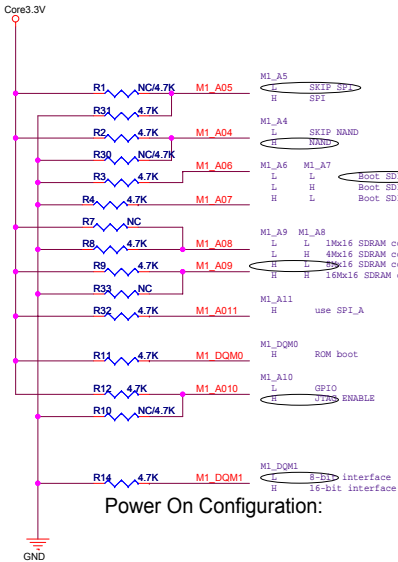 Core3.3V
R1 NC/4.7K M1_A05
M1_A5
L SKIP SPI
H SPI
R31 4.7K
M1_A4
R2 4.7K M1_A04
L SKIP NAND
H NAND
R30 NC/4.7K
R3 4.7K M1_A06
M1_A6 M1_A7
L L Boot SD
L H Boot SD
H L Boot SD
R4 4.7K M1_A07
R7 NC
M1_A9 M1_A8
R8 4.7K M1_A08
L L 1Mx16 SDRAM co
L H 4Mx16 SDRAM co
H L 8Mx16 SDRAM co
H H 16Mx16 SDRAM c
R9 4.7K M1_A09
R33 NC
M1_A11
R32 4.7K M1_A011
H use SPI_A
M1_DQM0
R11 4.7K M1_DQM0
H ROM boot
M1_A10
R12 4.7K M1_A010
L GPIO
H JTAG ENABLE
R10 NC/4.7K
M1_DQM1
R14 4.7K M1_DQM1
L 8-bit interface
H 16-bit interface
Power On Configuration:
GND